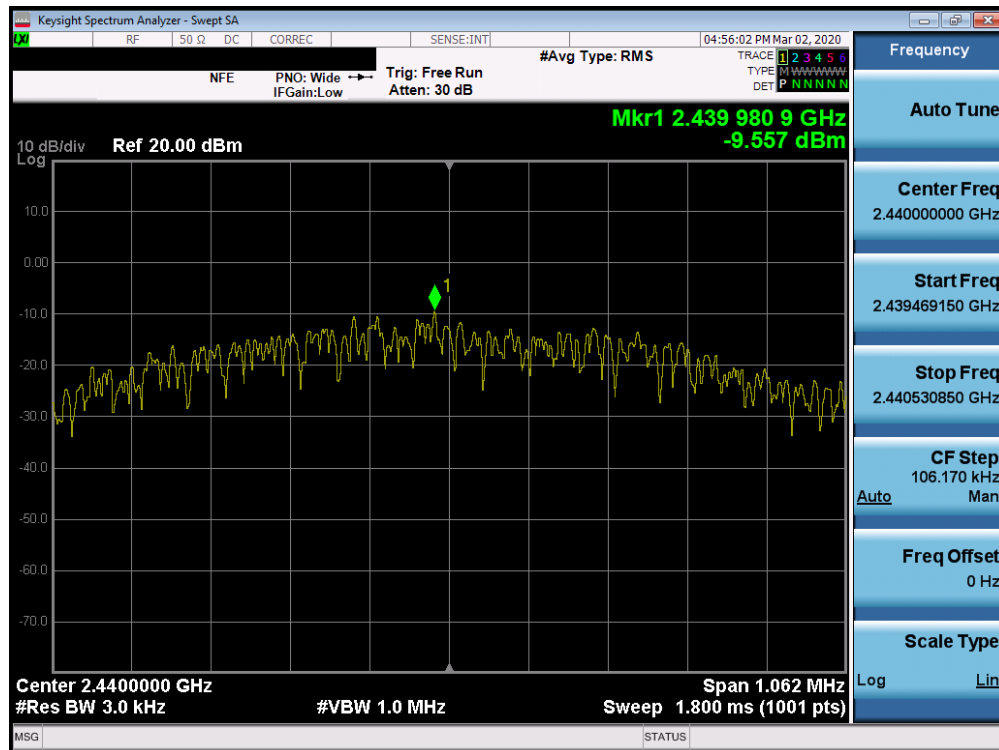 Keysight Spectrum Analyzer - Swept SA
LXI RF 50 Ω DC CORREC SENSE:INT 04:56:02 PM Mar 02, 2020
NFE PNO: Wide Trig: Free Run #Avg Type: RMS TRACE 1 2 3 4 5 6
IFGain:Low Atten: 30 dB TYPE M WWWWW
DET P N N N N N
Mkr1 2.439 980 9 GHz
-9.557 dBm
10 dB/div Ref 20.00 dBm
Log
10.0
0.00
1
-10.0
-20.0
-30.0
-40.0
-50.0
-60.0
-70.0
Center 2.4400000 GHz Span 1.062 MHz
#Res BW 3.0 kHz #VBW 1.0 MHz Sweep 1.800 ms (1001 pts)
MSG STATUS
Frequency
Auto Tune
Center Freq
2.440000000 GHz
Start Freq
2.439469150 GHz
Stop Freq
2.440530850 GHz
CF Step
106.170 kHz
Auto Man
Freq Offset
0 Hz
Scale Type
Log Lin